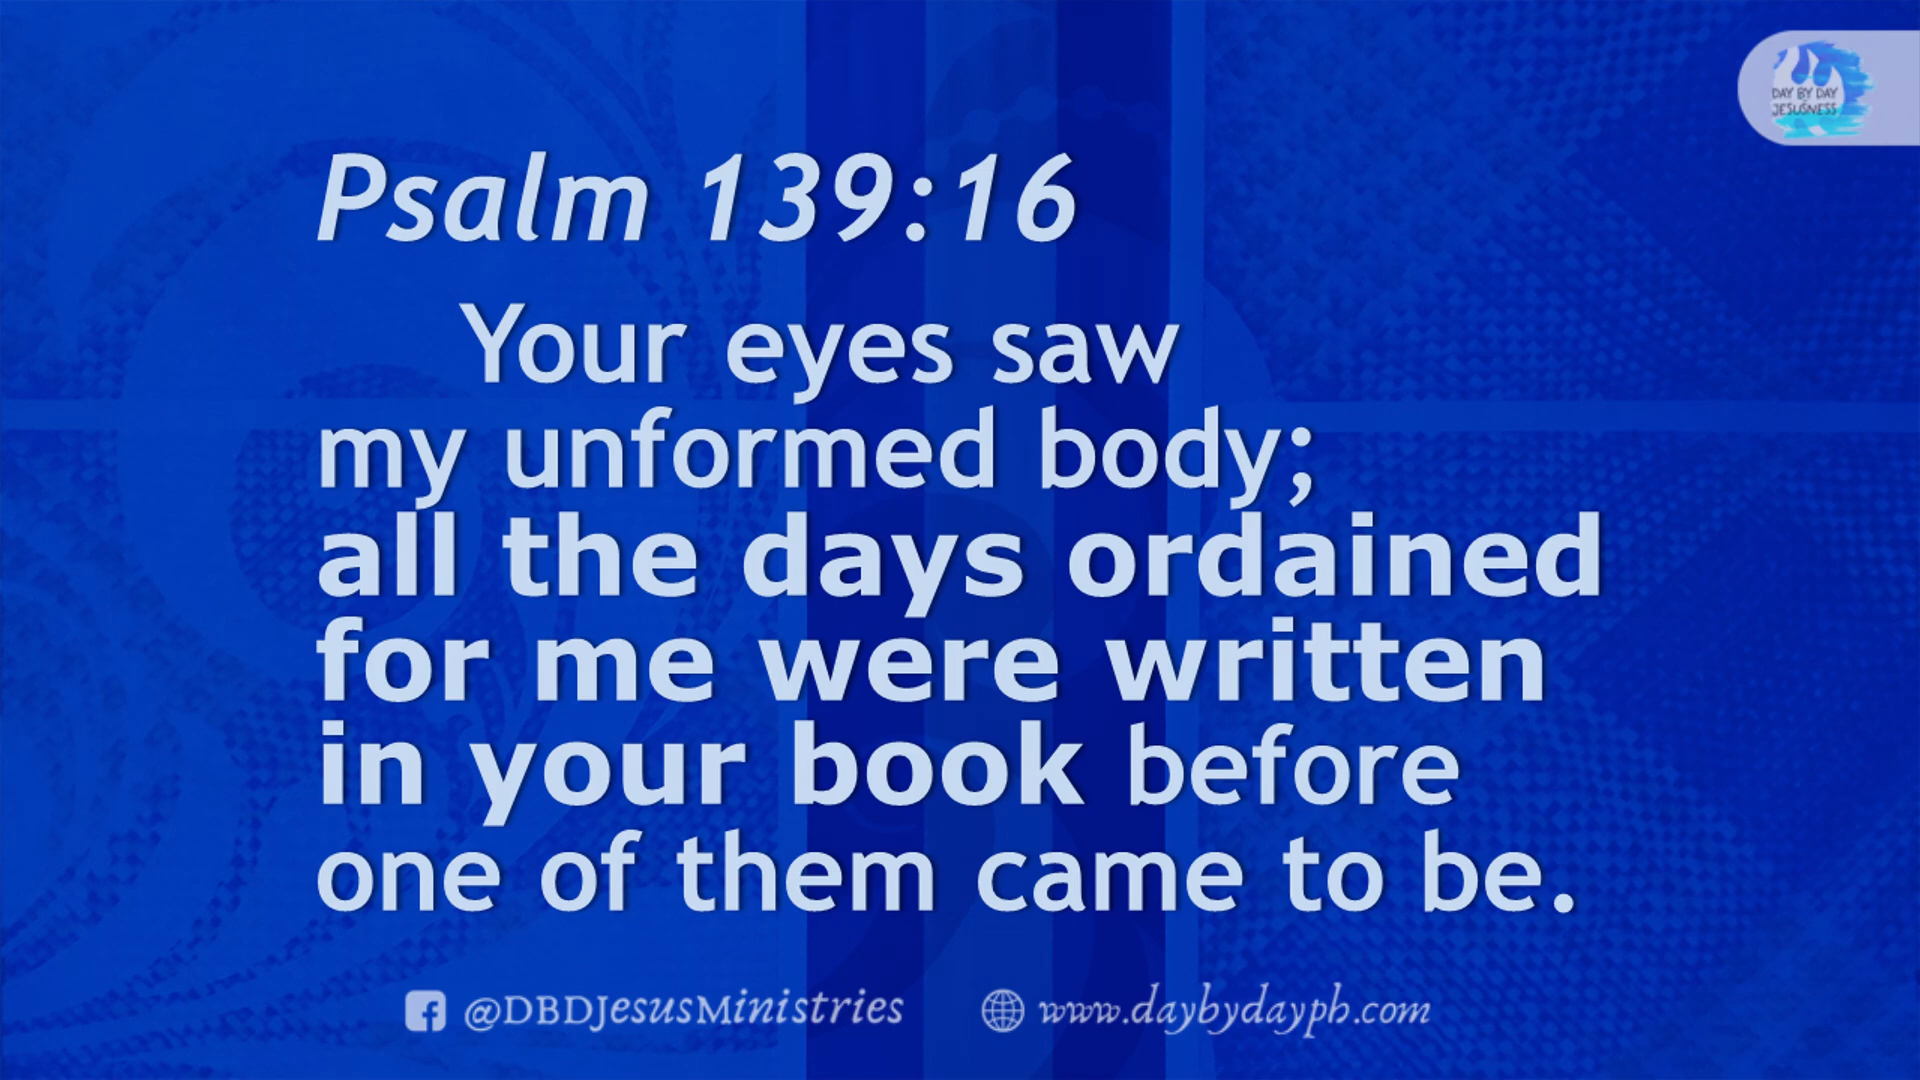 DAY BY DAY
JESUSNESS
Psalm 139:16
Your eyes saw
my unformed body;
all the days ordained
for me were written
in your book before
one of them came to be.
@DBDJesusMinistries
www.daybydayph.com